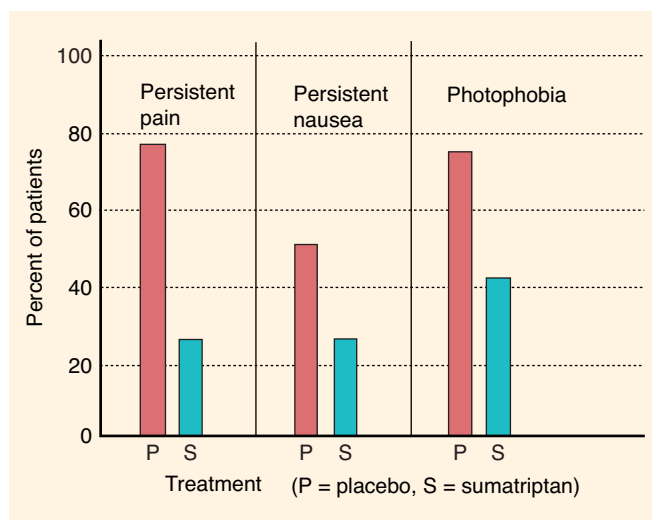 100
80
60
40
20
0
Percent of patients
Persistent
pain
Persistent
nausea
Photophobia
P S P S P S
Treatment (P = placebo, S = sumatriptan)